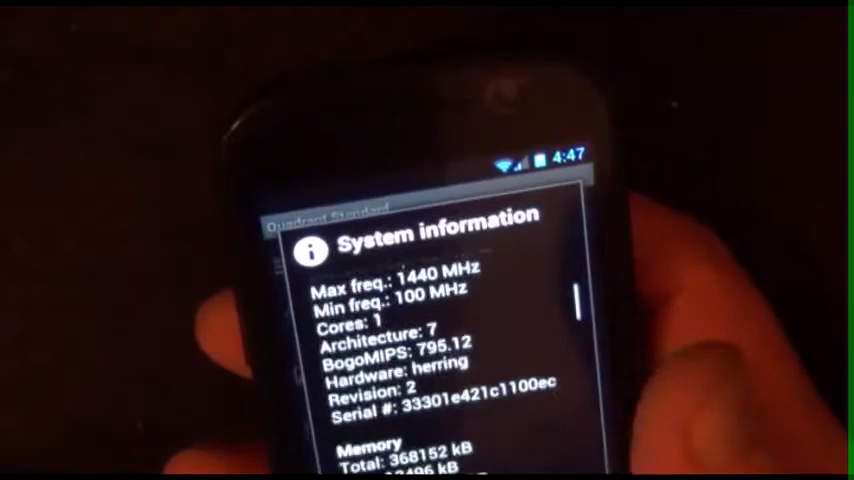 4:47
Quadrant Standard
System information
Max freq.: 1440 MHz
Min freq.: 100 MHz
Cores: 1
Architecture: 7
BogoMIPS: 795.12
Hardware: herring
Revision: 2
Serial #: 33301e421c1100ec
Memory
Total: 368152 kB
kB